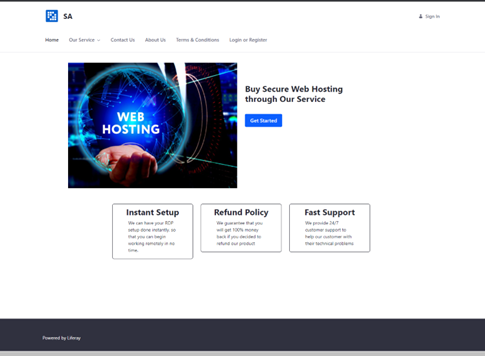 SA
Sign In
Home Our Service Contact Us About Us Terms & Conditions Login or Register
WEB
HOSTING
Buy Secure Web Hosting
through Our Service
Get Started
Instant Setup
We can have your RDP
setup done instantly, so
that you can begin
working remotely in no
time.
Refund Policy
We guarantee that you
will get 100% money
back if you decided to
refund our product
Fast Support
We provide 24/7
customer support to
help our customer with
their technical problems
Powered by Liferay